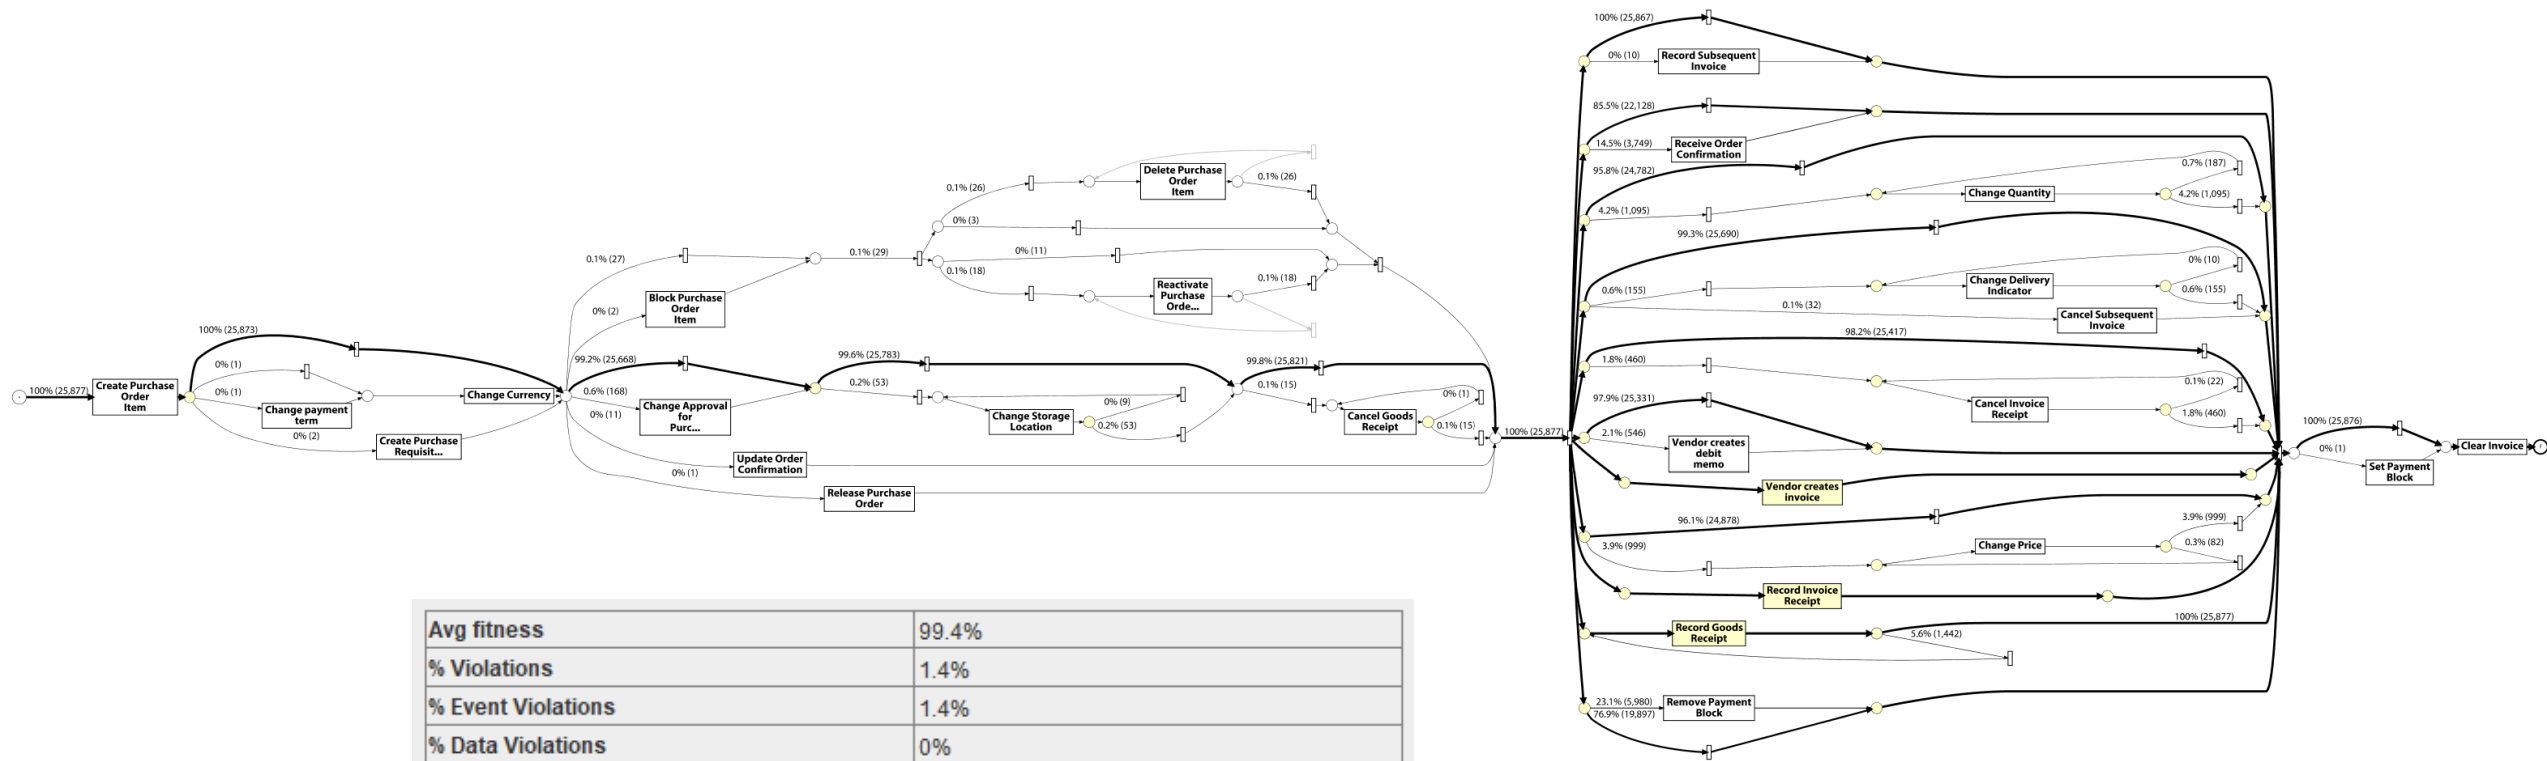 100% (25,877)
Create Purchase
Order
Item
100% (25,873)
0% (1)
0% (1)
Change payment
term
0% (2)
Create Purchase
Requisit...
Change Currency
0.1% (27)
0% (2)
Block Purchase
Order
Item
99.2% (25,668)
0.6% (168)
0% (11)
Change Approval
for
Purc...
Update Order
Confirmation
0% (1)
Release Purchase
Order
0.1% (29)
0.1% (26)
0% (3)
Delete Purchase
Order
Item
0.1% (26)
0% (11)
0.1% (18)
Reactivate
Purchase
Orde...
0.1% (18)
99.6% (25,783)
0.2% (53)
Change Storage
Location
0% (9)
0.2% (53)
99.8% (25,821)
0.1% (15)
Cancel Goods
Receipt
0% (1)
0.1% (15)
100% (25,877)
100% (25,867)
0% (10)
Record Subsequent
Invoice
85.5% (22,128)
14.5% (3,749)
Receive Order
Confirmation
95.8% (24,782)
4.2% (1,095)
Change Quantity
0.7% (187)
4.2% (1,095)
99.3% (25,690)
0.6% (155)
Change Delivery
Indicator
0% (10)
0.6% (155)
0.1% (32)
Cancel Subsequent
Invoice
98.2% (25,417)
1.8% (460)
Cancel Invoice
Receipt
0.1% (22)
1.8% (460)
97.9% (25,331)
2.1% (546)
Vendor creates
debit
memo
Vendor creates
invoice
96.1% (24,878)
3.9% (999)
Change Price
3.9% (999)
0.3% (82)
Record Invoice
Receipt
Record Goods
Receipt
100% (25,877)
5.6% (1,442)
23.1% (5,980)
76.9% (19,897)
Remove Payment
Block
100% (25,876)
0% (1)
Set Payment
Block
Clear Invoice
Avg fitness 99.4%
% Violations 1.4%
% Event Violations 1.4%
% Data Violations 0%